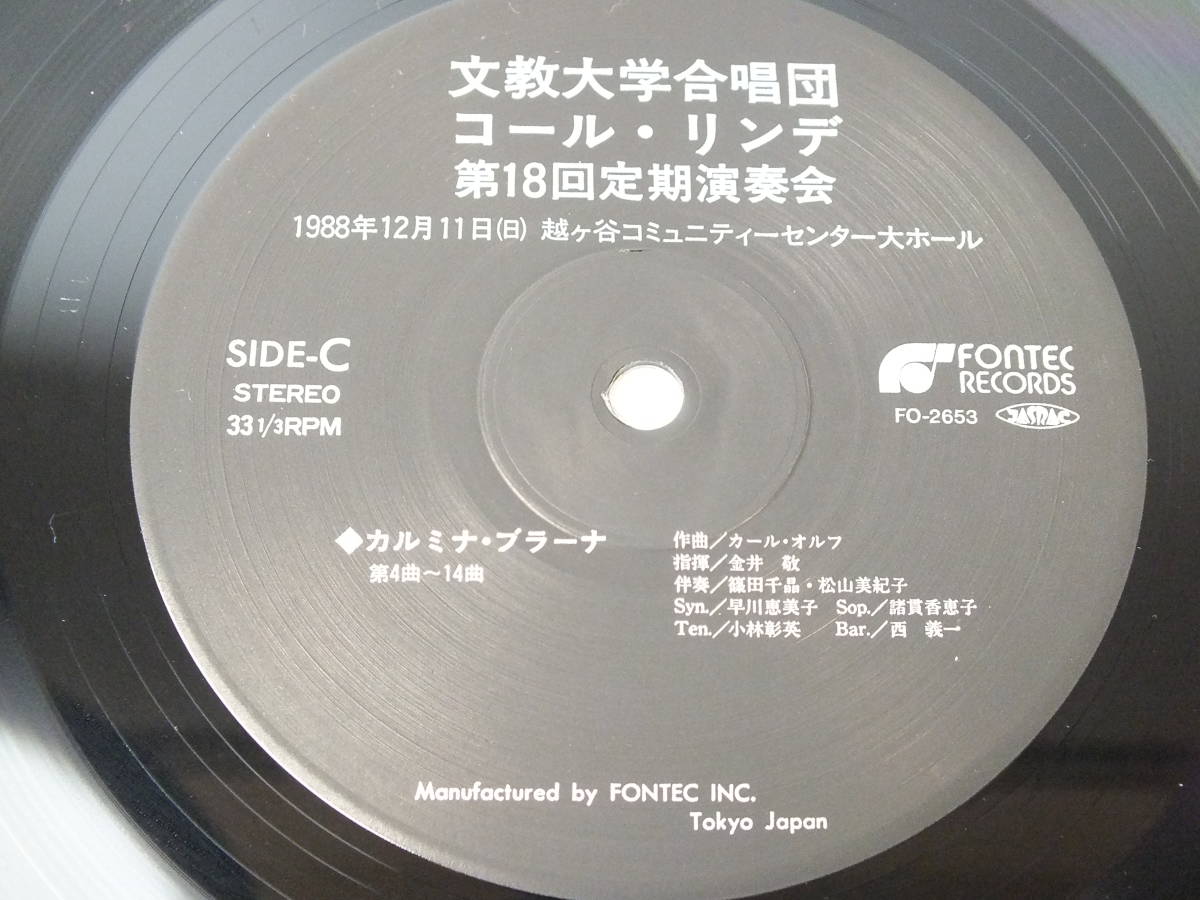 文教大学合唱団
コール・リンデ
第18回定期演奏会
1988年12月11日(日) 越ヶ谷コミュニティーセンター大ホール
SIDE-C
STEREO
33 1/3RPM
FONTEC
RECORDS
FO-2653 JASRAC
◆カルミナ・ブラーナ
第4曲～14曲
作曲／カール・オルフ
指揮／金井 敬
伴奏／篠田千晶・松山美紀子
Syn.／早川恵美子 Sop.／諸貫香恵子
Ten.／小林彰英 Bar.／西 義一
Manufactured by FONTEC INC.
Tokyo Japan